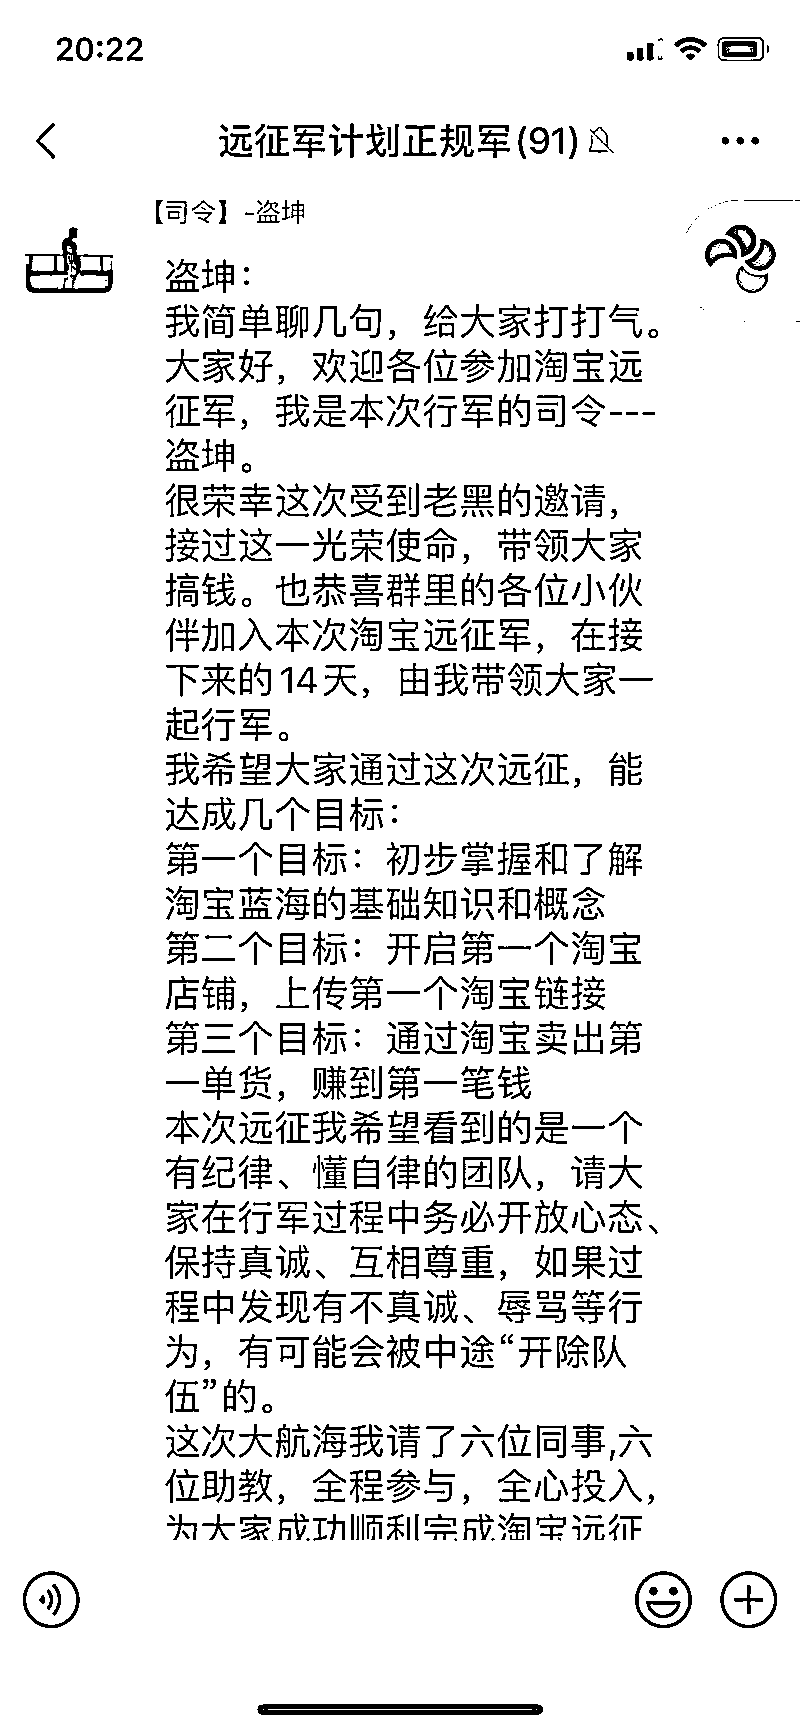 20:22
远征军计划正规军(91)
【司令】-盗坤
盗坤：
我简单聊几句，给大家打打气。
大家好，欢迎各位参加淘宝远
征军，我是本次行军的司令---
盗坤。
很荣幸这次受到老黑的邀请，
接过这一光荣使命，带领大家
搞钱。也恭喜群里的各位小伙
伴加入本次淘宝远征军，在接
下来的14天，由我带领大家一
起行军。
我希望大家通过这次远征，能
达成几个目标：
第一个目标：初步掌握和了解
淘宝蓝海的基础知识和概念
第二个目标：开启第一个淘宝
店铺，上传第一个淘宝链接
第三个目标：通过淘宝卖出第
一单货，赚到第一笔钱
本次远征我希望看到的是一个
有纪律、懂自律的团队，请大
家在行军过程中务必开放心态、
保持真诚、互相尊重，如果过
程中发现有不真诚、辱骂等行
为，有可能会被中途“开除队
伍”的。
这次大航海我请了六位同事,六
位助教，全程参与，全心投入，
为大家成功顺利完成淘宝远征